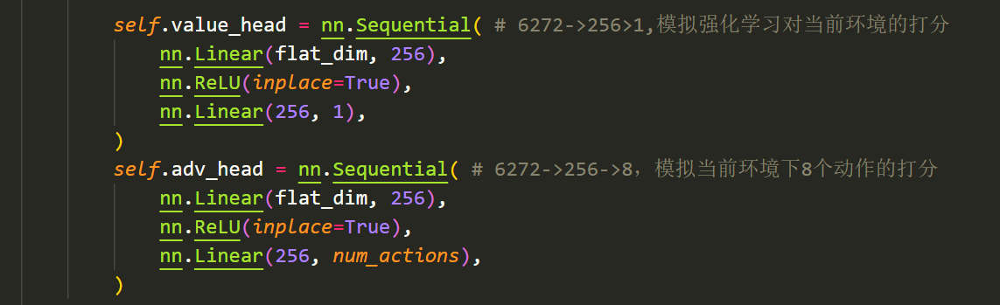 self.value_head = nn.Sequential( # 6272->256>1,模拟强化学习对当前环境的打分
nn.Linear(flat_dim, 256),
nn.ReLU(inplace=True),
nn.Linear(256, 1),
)
self.adv_head = nn.Sequential( # 6272->256->8，模拟当前环境下8个动作的打分
nn.Linear(flat_dim, 256),
nn.ReLU(inplace=True),
nn.Linear(256, num_actions),
)